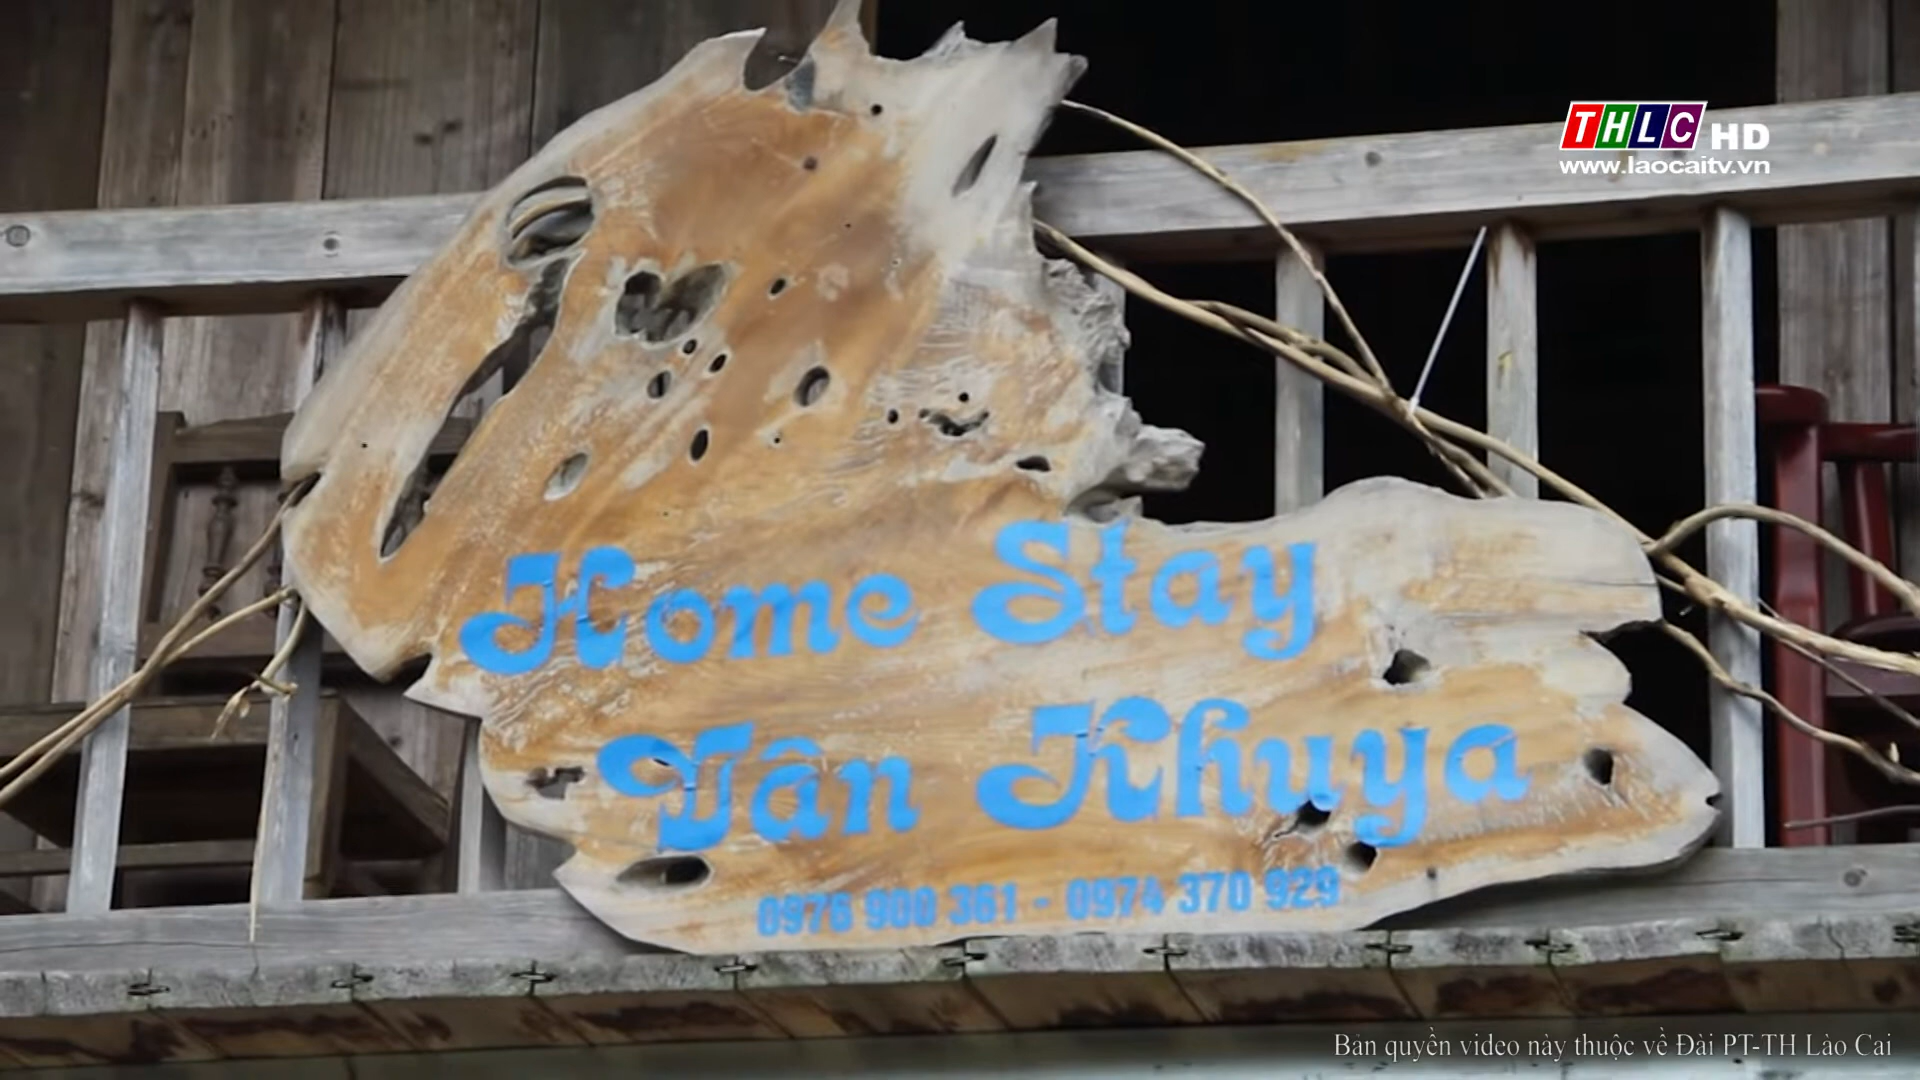 THLC HD
www.laocaitv.vn
Home Stay
Vân Khuya
0976 900 361 - 0974 370 929
Bản quyền video này thuộc về Đài PT-TH Lào Cai